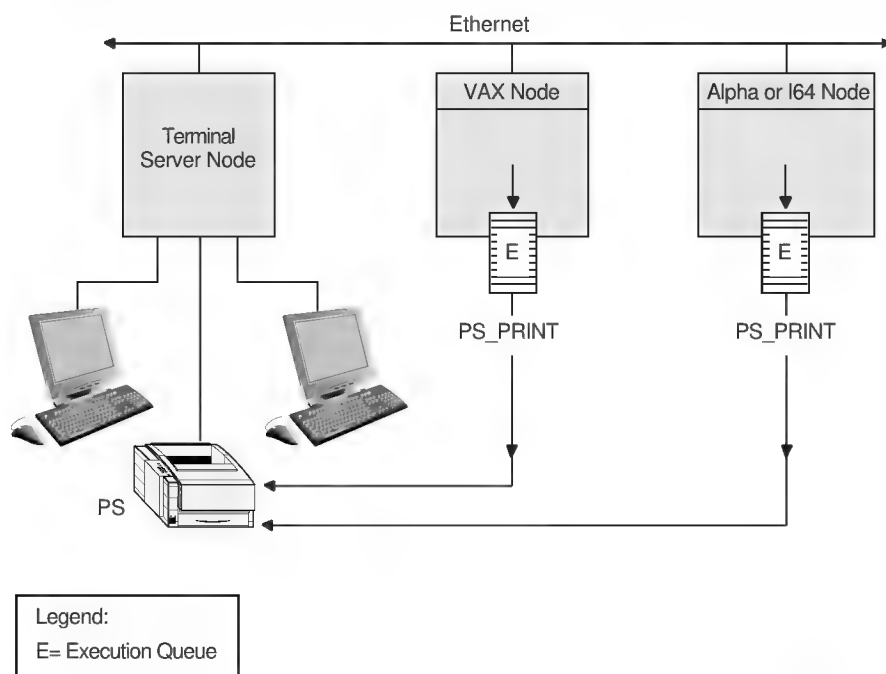 Ethernet
VAX Node
Alpha or I64 Node
Terminal
Server Node
E
E
PS_PRINT
PS_PRINT
PS
Legend:
E= Execution Queue